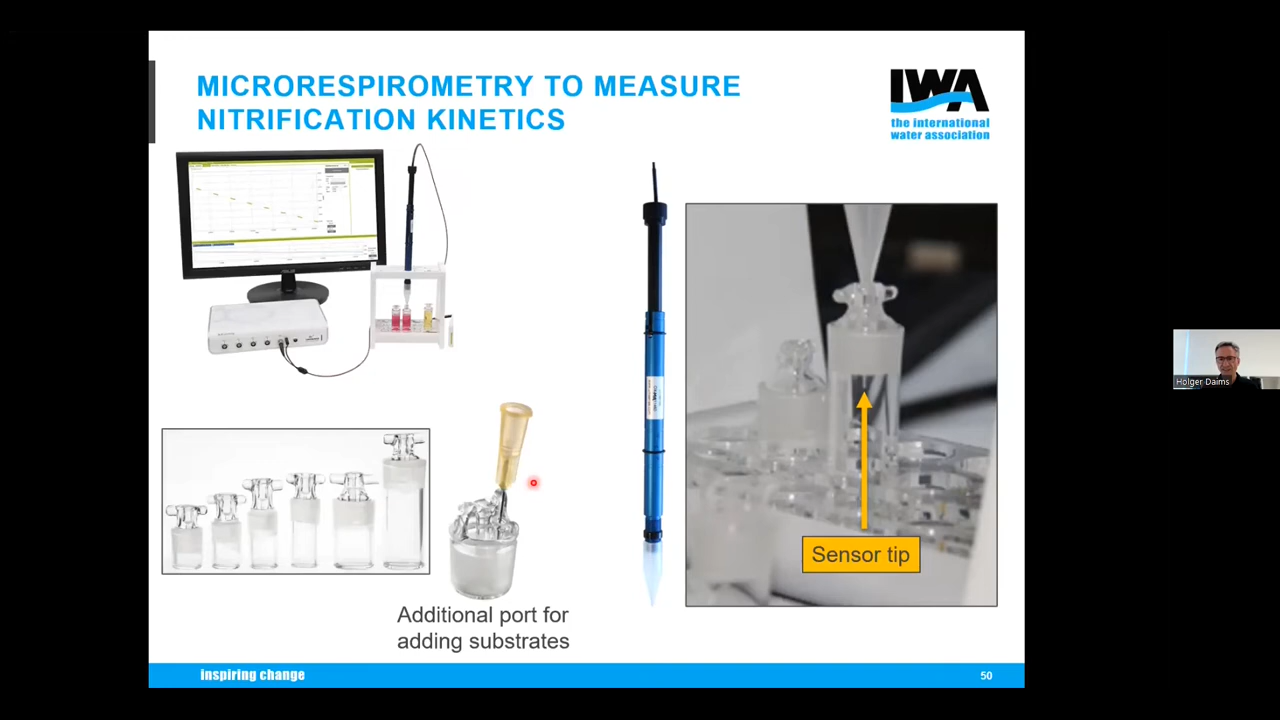 MICRORESPIROMETRY TO MEASURE
NITRIFICATION KINETICS
IWA
the international
water association
Sensor tip
Additional port for
adding substrates
inspiring change
50
Holger Daims